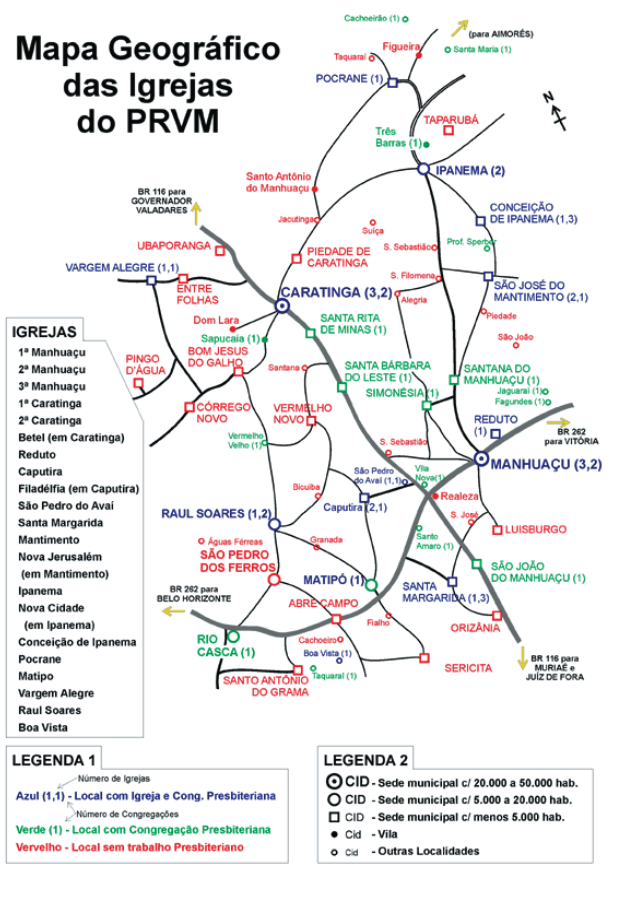 Mapa Geográfico
das Igrejas
do PRVM
Cachoeirão (1)
(para AIMORÉS)
Figueira
Santa Maria (1)
Taquaral
POCRANE (1)
N
TAPARUBÁ
Três
Barras (1)
IPANEMA (2)
Santo Antônio
do Manhuaçu
BR 116 para
GOVERNADOR
VALADARES
CONCEIÇÃO
DE IPANEMA (1,3)
Jacutinga
Suíça
Prof. Sperber
UBAPORANGA
S. Sebastião
PIEDADE DE
CARATINGA
VARGEM ALEGRE (1,1)
S. Filomena
SÃO JOSÉ DO
MANTIMENTO (2,1)
ENTRE
FOLHAS
CARATINGA (3,2)
Alegria
Piedade
Dom Lara
SANTA RITA
DE MINAS (1)
Sapucaia (1)
São João
BOM JESUS
DO GALHO
PINGO
D'ÁGUA
Santana
SANTA BÁRBARA
DO LESTE (1)
SANTANA DO
MANHUAÇU (1)
SIMONÉSIA (1)
Jaguaraí (1)
Fagundes (1)
CÓRREGO
NOVO
VERMELHO
NOVO
REDUTO
(1)
BR 262
para VITÓRIA
Vermelho
Velho (1)
S. Sebastião
MANHUAÇU (3,2)
São Pedro
do Avaí (1,1)
Vila
Nova(1)
Bicuiba
Realeza
Caputira (2,1)
RAUL SOARES (1,2)
S. José
LUISBURGO
Santo
Amaro (1)
Águas Férreas
Granada
SÃO PEDRO
DOS FERROS
SÃO JOÃO
DO MANHUAÇU (1)
MATIPÓ (1)
SANTA
MARGARIDA (1,3)
BR 262 para
BELO HORIZONTE
ABRE CAMPO
Fialho
ORIZÂNIA
RIO
CASCA (1)
Cachoeiro
Boa Vista (1)
Taquaral (1)
SERICITA
SANTO ANTÓNIO
DO GRAMA
BR 116 para
MURIAÉ e
JUÍZ DE FORA
IGREJAS
1ª Manhuaçu
2ª Manhuaçu
3ª Manhuaçu
1ª Caratinga
2ª Caratinga
Betel (em Caratinga)
Reduto
Caputira
Filadélfia (em Caputira)
São Pedro do Avaí
Santa Margarida
Mantimento
Nova Jerusalém
(em Mantimento)
Ipanema
Nova Cidade
(em Ipanema)
Conceição de Ipanema
Pocrane
Matipo
Vargem Alegre
Raul Soares
Boa Vista
LEGENDA 1
Número de Igrejas
Azul (1,1) - Local com Igreja e Cong. Presbiteriana
Número de Congregações
Verde (1) - Local com Congregação Presbiteriana
Vervelho - Local sem trabalho Presbiteriano
LEGENDA 2
CID - Sede municipal c/ 20.000 a 50.000 hab.
CID - Sede municipal c/ 5.000 a 20.000 hab.
CID - Sede municipal c/ menos 5.000 hab.
Cid - Vila
Cid - Outras Localidades